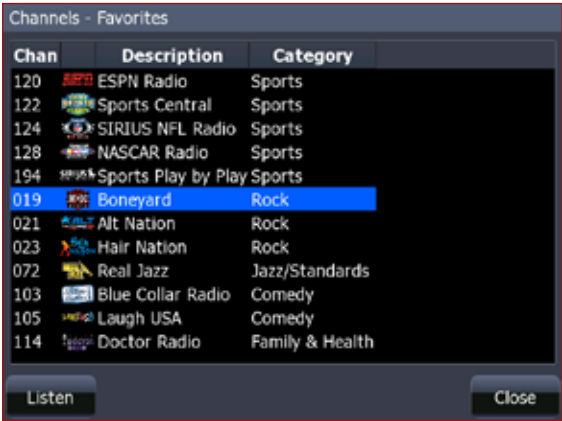 Channels - Favorites
Chan Description Category
120 ESPN Radio Sports
122 Sports Central Sports
124 SIRIUS NFL Radio Sports
128 NASCAR Radio Sports
194 Sports Play by Play Sports
019 Boneyard Rock
021 Alt Nation Rock
023 Hair Nation Rock
072 Real Jazz Jazz/Standards
103 Blue Collar Radio Comedy
105 Laugh USA Comedy
114 Doctor Radio Family & Health
Listen Close